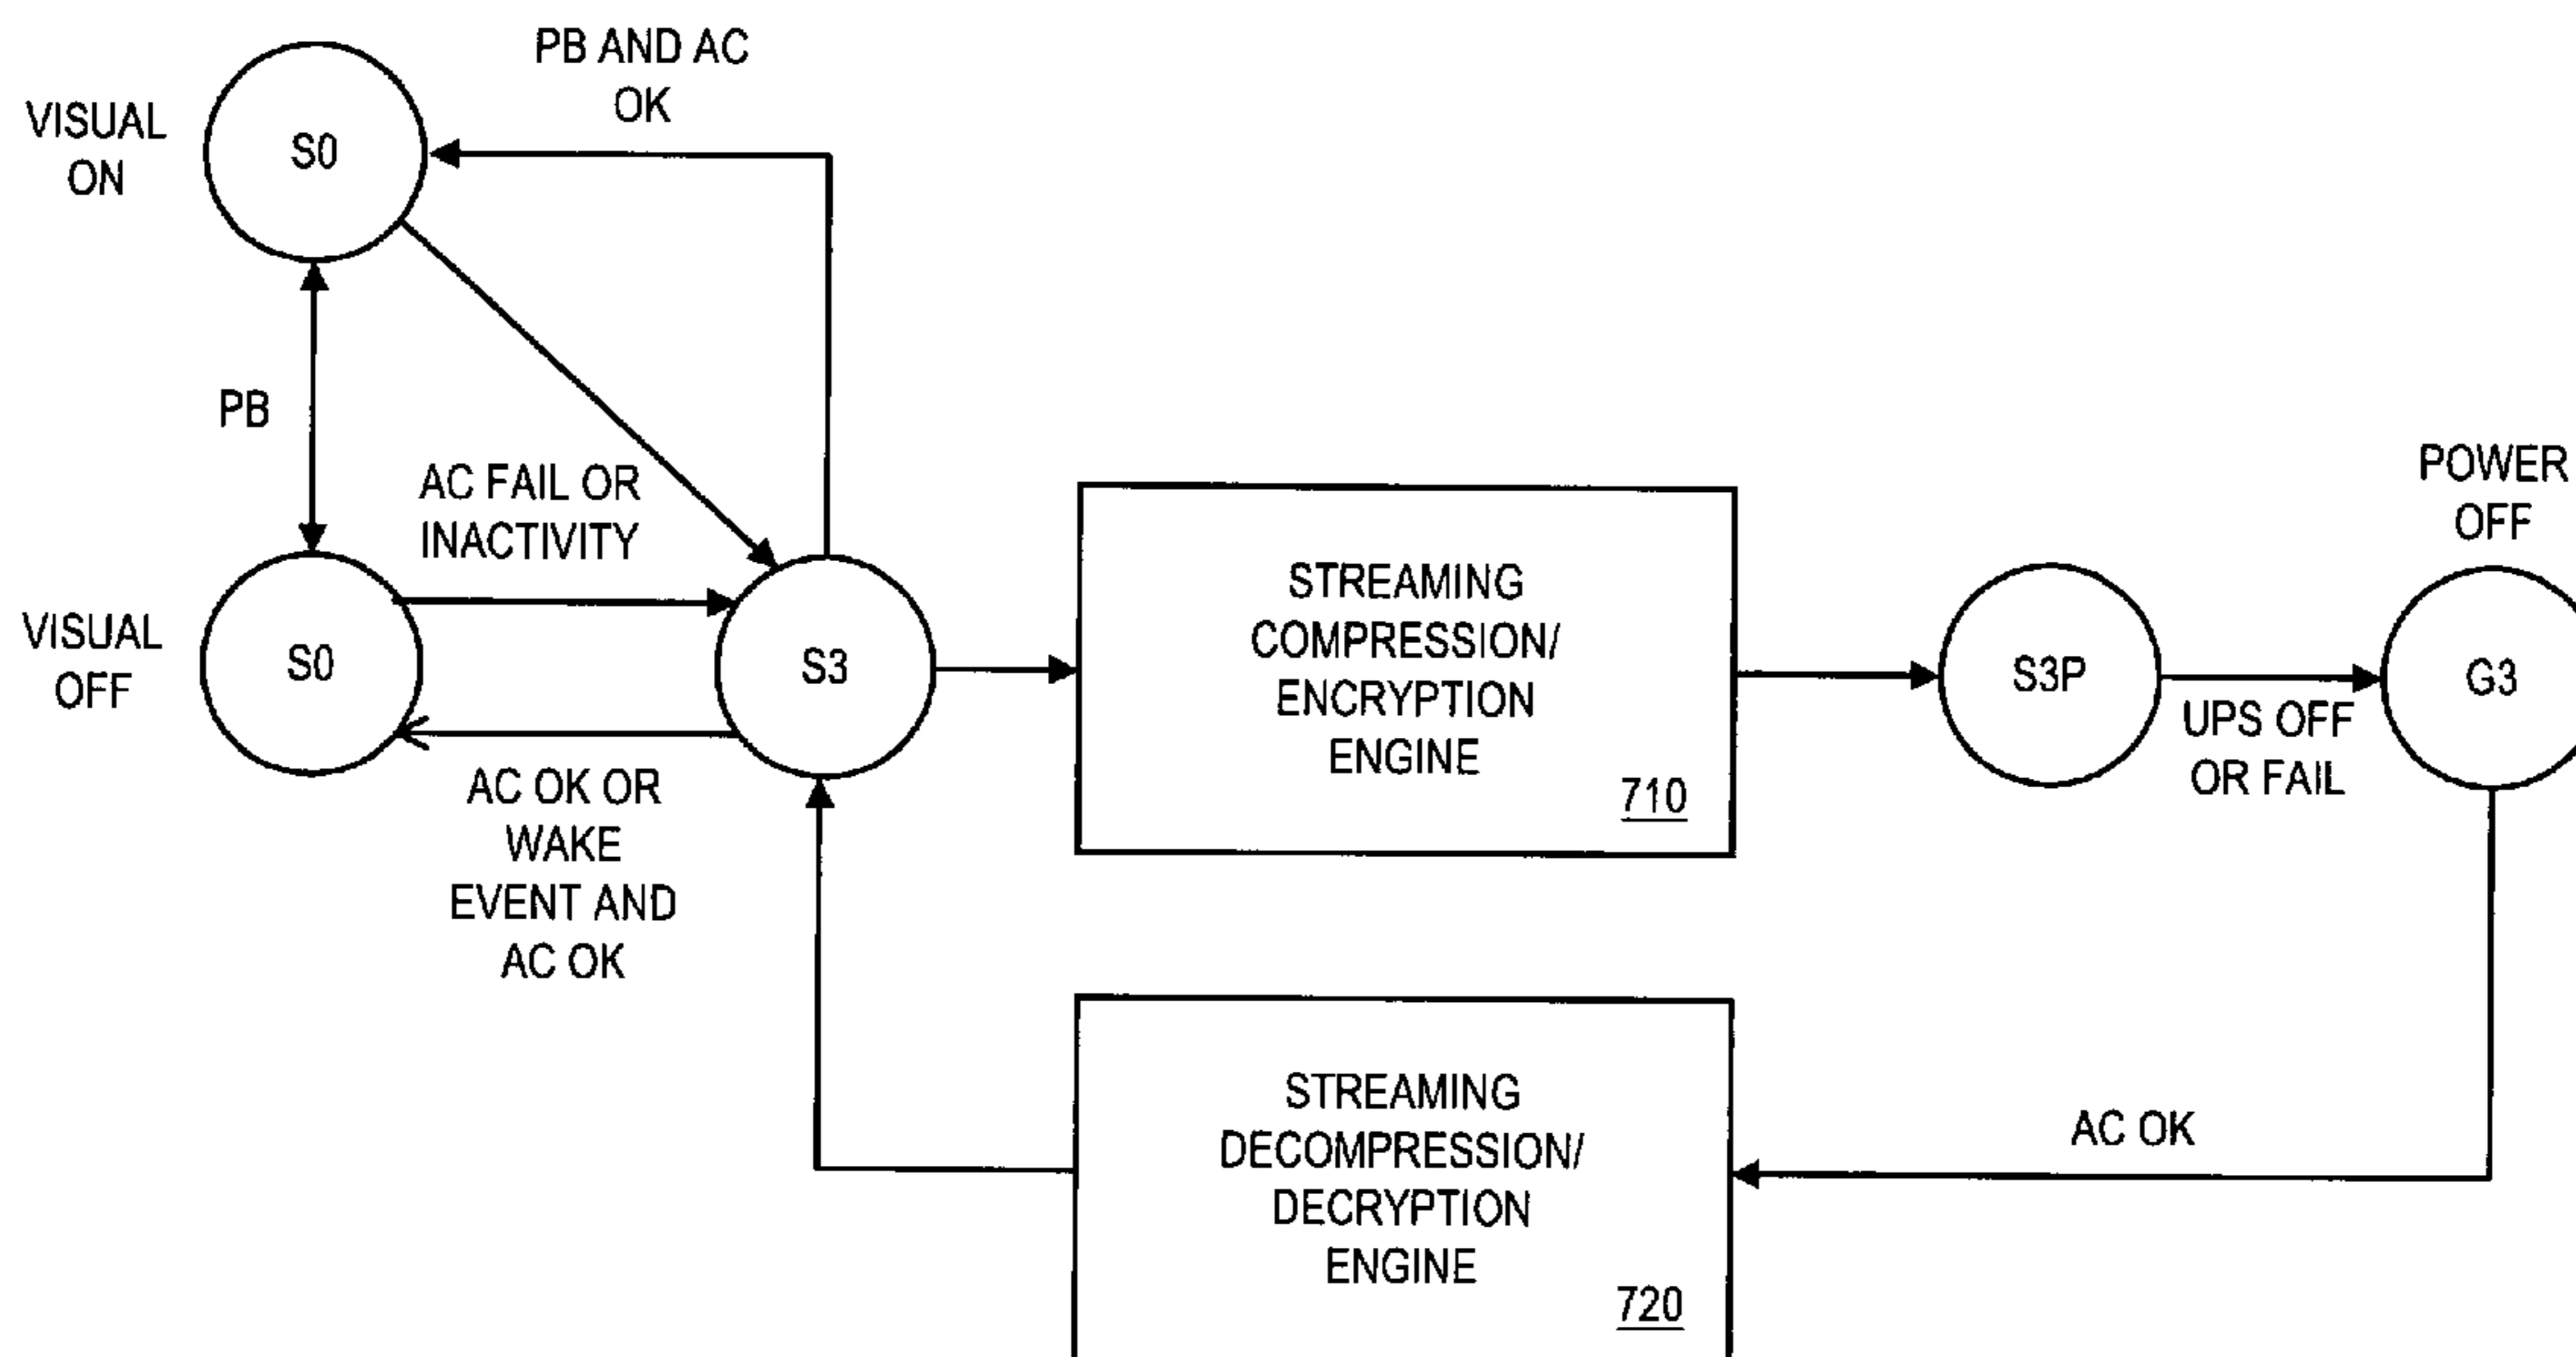 PB AND AC
OK
VISUAL
ON
S0
PB
AC FAIL OR
INACTIVITY
VISUAL
OFF
S0
S3
AC OK OR
WAKE
EVENT AND
AC OK
STREAMING
COMPRESSION/
ENCRYPTION
ENGINE
710
S3P
UPS OFF
OR FAIL
POWER
OFF
G3
AC OK
STREAMING
DECOMPRESSION/
DECRYPTION
ENGINE
720